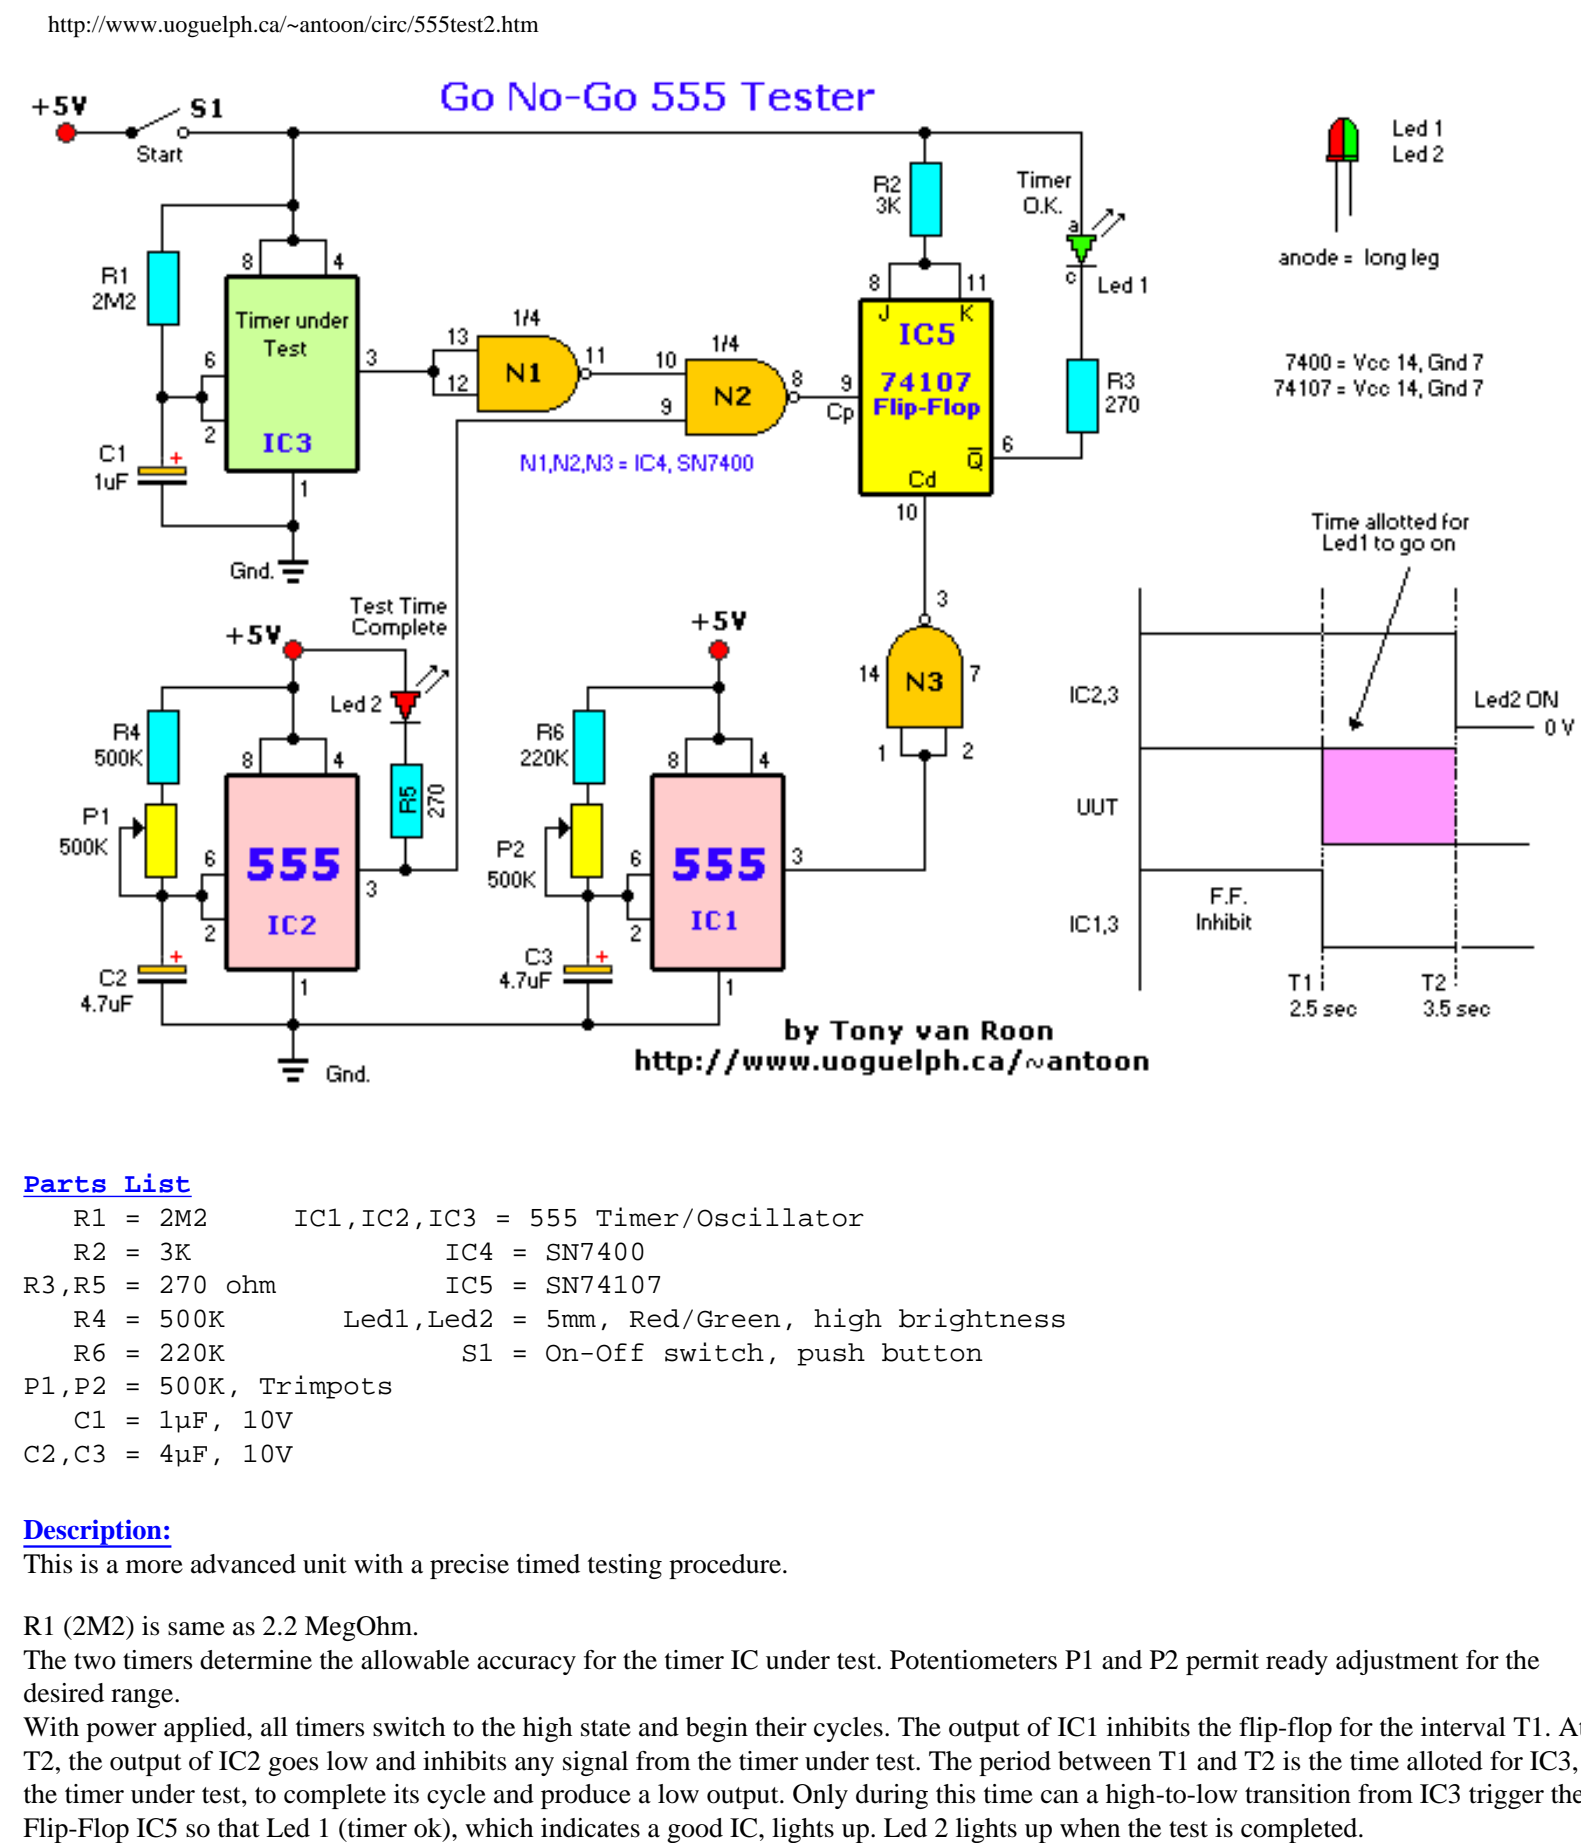 http://www.uoguelph.ca/~antoon/circ/555test2.htm
Go No-Go 555 Tester
+5V
S1
Start
R1
2M2
8
4
Timer under
Test
6
2
3
IC3
1
C1
1uF
+
Gnd.
13
12
1/4
N1
11
10
9
1/4
N2
8
N1,N2,N3 = IC4, SN7400
R2
3K
8
11
J
K
IC5
74107
Flip-Flop
9
Cp
Q
6
Cd
10
Timer
O.K.
a
c
Led 1
R3
270
Led 1
Led 2
anode = long leg
7400 = Vcc 14, Gnd 7
74107 = Vcc 14, Gnd 7
Test Time
Complete
+5V
Led 2
R4
500K
P1
500K
8
4
R5
270
6
2
555
IC2
3
1
C2
4.7uF
+
Gnd.
+5V
R6
220K
P2
500K
8
4
6
2
555
IC1
3
1
C3
4.7uF
+
3
14
N3
7
1
2
Time allotted for
Led1 to go on
IC2,3
Led2 ON
0 V
UUT
IC1,3
F.F.
Inhibit
T1
2.5 sec
T2
3.5 sec
by Tony van Roon
http://www.uoguelph.ca/~antoon
Parts List
R1 = 2M2 IC1,IC2,IC3 = 555 Timer/Oscillator
R2 = 3K IC4 = SN7400
R3,R5 = 270 ohm IC5 = SN74107
R4 = 500K Led1,Led2 = 5mm, Red/Green, high brightness
R6 = 220K S1 = On-Off switch, push button
P1,P2 = 500K, Trimpots
C1 = 1µF, 10V
C2,C3 = 4µF, 10V
Description:
This is a more advanced unit with a precise timed testing procedure.
R1 (2M2) is same as 2.2 MegOhm.
The two timers determine the allowable accuracy for the timer IC under test. Potentiometers P1 and P2 permit ready adjustment for the
desired range.
With power applied, all timers switch to the high state and begin their cycles. The output of IC1 inhibits the flip-flop for the interval T1. At
T2, the output of IC2 goes low and inhibits any signal from the timer under test. The period between T1 and T2 is the time alloted for IC3,
the timer under test, to complete its cycle and produce a low output. Only during this time can a high-to-low transition from IC3 trigger the
Flip-Flop IC5 so that Led 1 (timer ok), which indicates a good IC, lights up. Led 2 lights up when the test is completed.